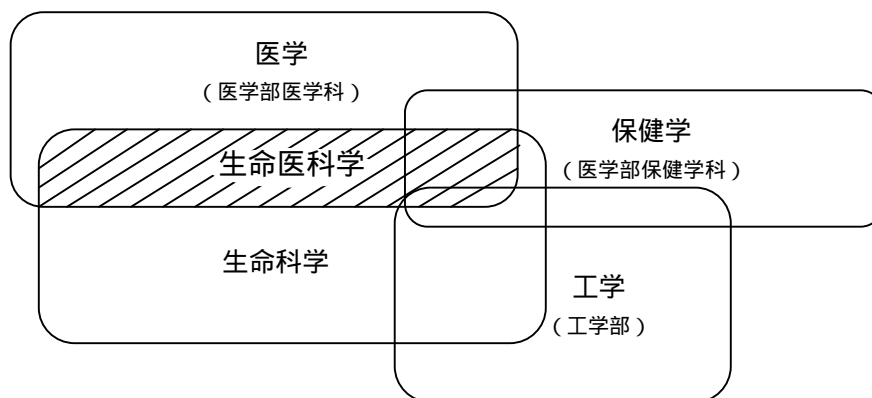 医学
（医学部医学科）
保健学
（医学部保健学科）
生命医科学
生命科学
工学
（工学部）